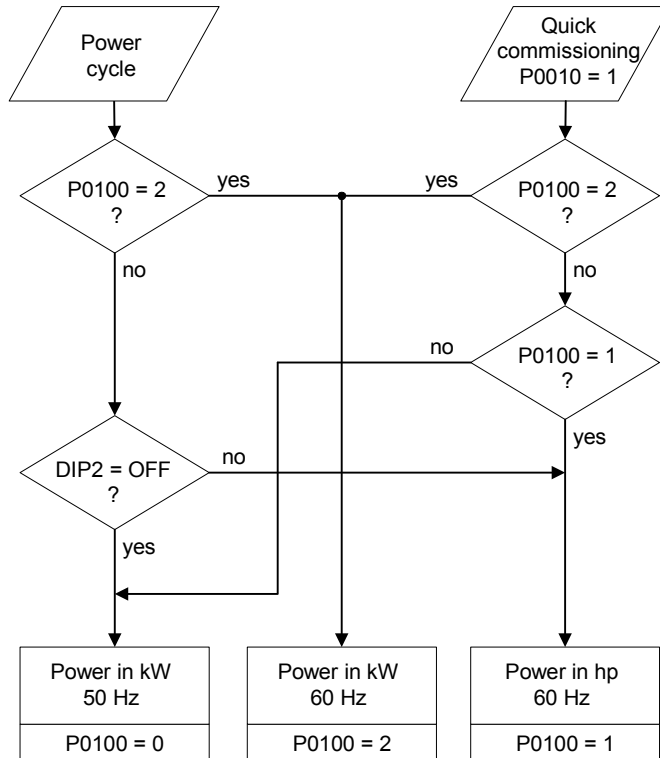 Power
cycle
Quick
commissioning
P0010 = 1
P0100 = 2
?
yes
yes
P0100 = 2
?
no
no
no
P0100 = 1
?
yes
DIP2 = OFF
?
no
yes
Power in kW
50 Hz
P0100 = 0
Power in kW
60 Hz
P0100 = 2
Power in hp
60 Hz
P0100 = 1